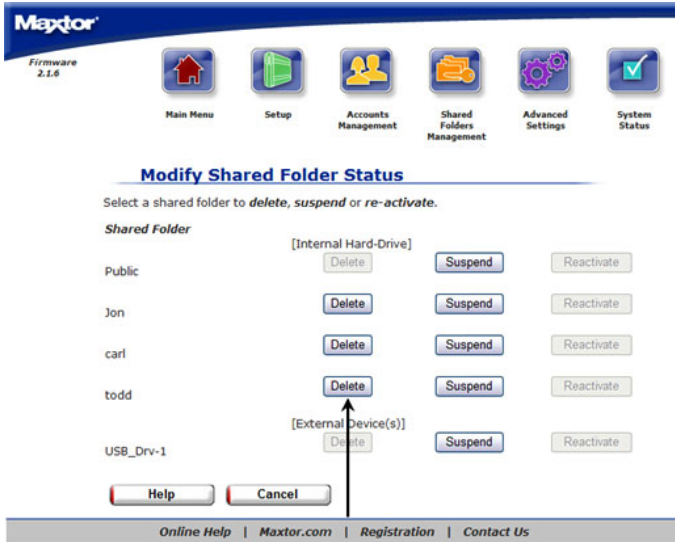 Maxtor
Firmware
2.1.6
Main Menu
Setup
Accounts
Management
Shared
Folders
Management
Advanced
Settings
System
Status
Modify Shared Folder Status
Select a shared folder to delete, suspend or re-activate.
Shared Folder
[Internal Hard-Drive]
Public Delete Suspend Reactivate
Jon Delete Suspend Reactivate
carl Delete Suspend Reactivate
todd Delete Suspend Reactivate
[External Device(s)]
USB_Drv-1 Delete Suspend Reactivate
Help Cancel
Online Help | Maxtor.com | Registration | Contact Us